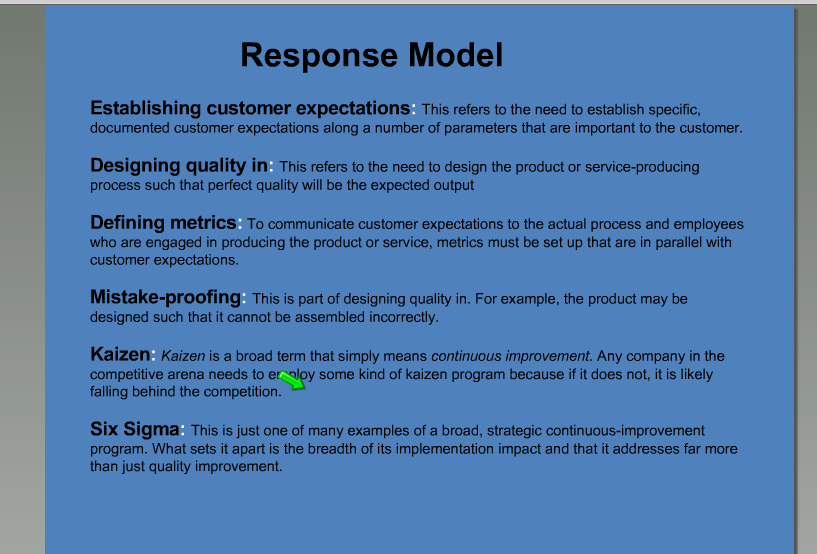 Response Model
Establishing customer expectations: This refers to the need to establish specific,
documented customer expectations along a number of parameters that are important to the customer.
Designing quality in: This refers to the need to design the product or service-producing
process such that perfect quality will be the expected output
Defining metrics: To communicate customer expectations to the actual process and employees
who are engaged in producing the product or service, metrics must be set up that are in parallel with
customer expectations.
Mistake-proofing: This is part of designing quality in. For example, the product may be
designed such that it cannot be assembled incorrectly.
Kaizen: Kaizen is a broad term that simply means continuous improvement. Any company in the
competitive arena needs to employ some kind of kaizen program because if it does not, it is likely
falling behind the competition.
Six Sigma: This is just one of many examples of a broad, strategic continuous-improvement
program. What sets it apart is the breadth of its implementation impact and that it addresses far more
than just quality improvement.